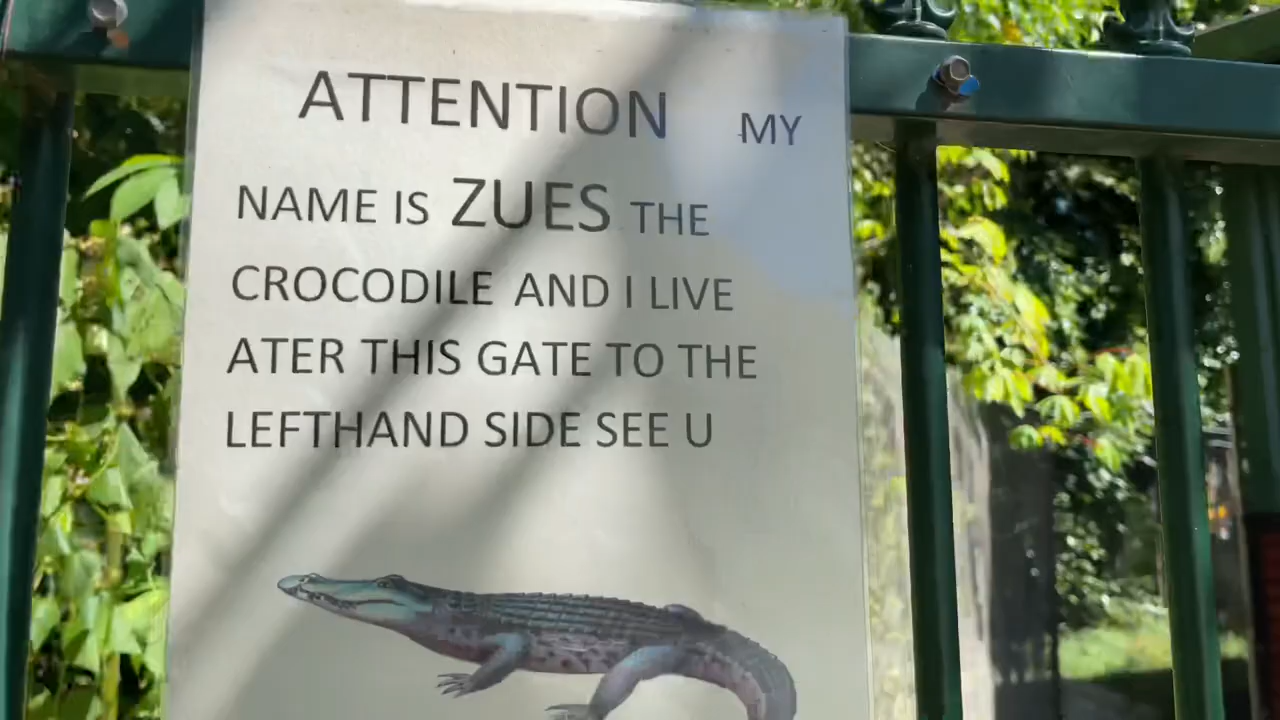 ATTENTION MY
NAME IS ZUES THE
CROCODILE AND I LIVE
ATER THIS GATE TO THE
LEFTHAND SIDE SEE U